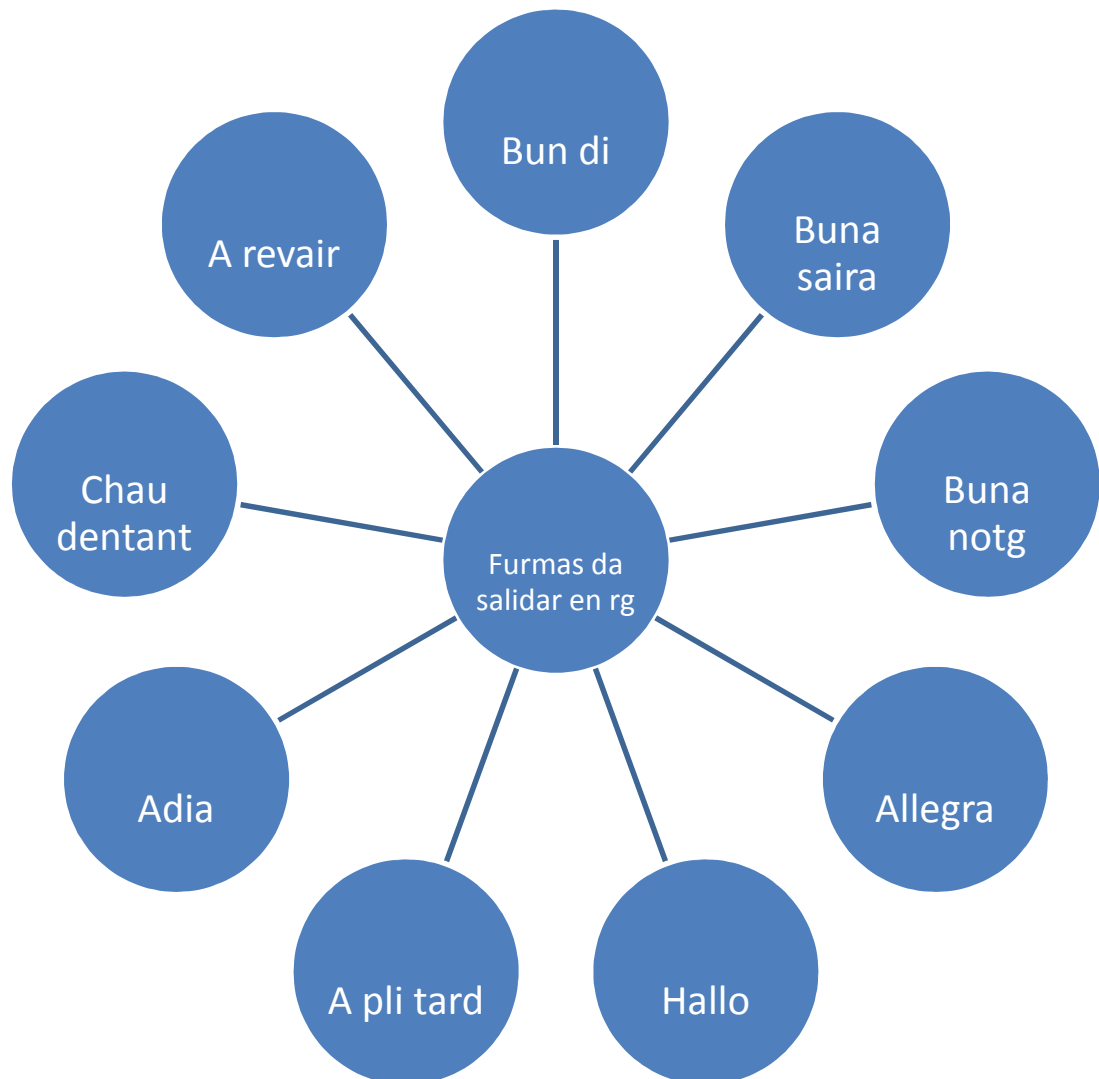 Bun di
Buna
saira
Buna
notg
Allegra
Hallo
A pli tard
Adia
Chau
dentant
A revair
Furmas da
salidar en rg